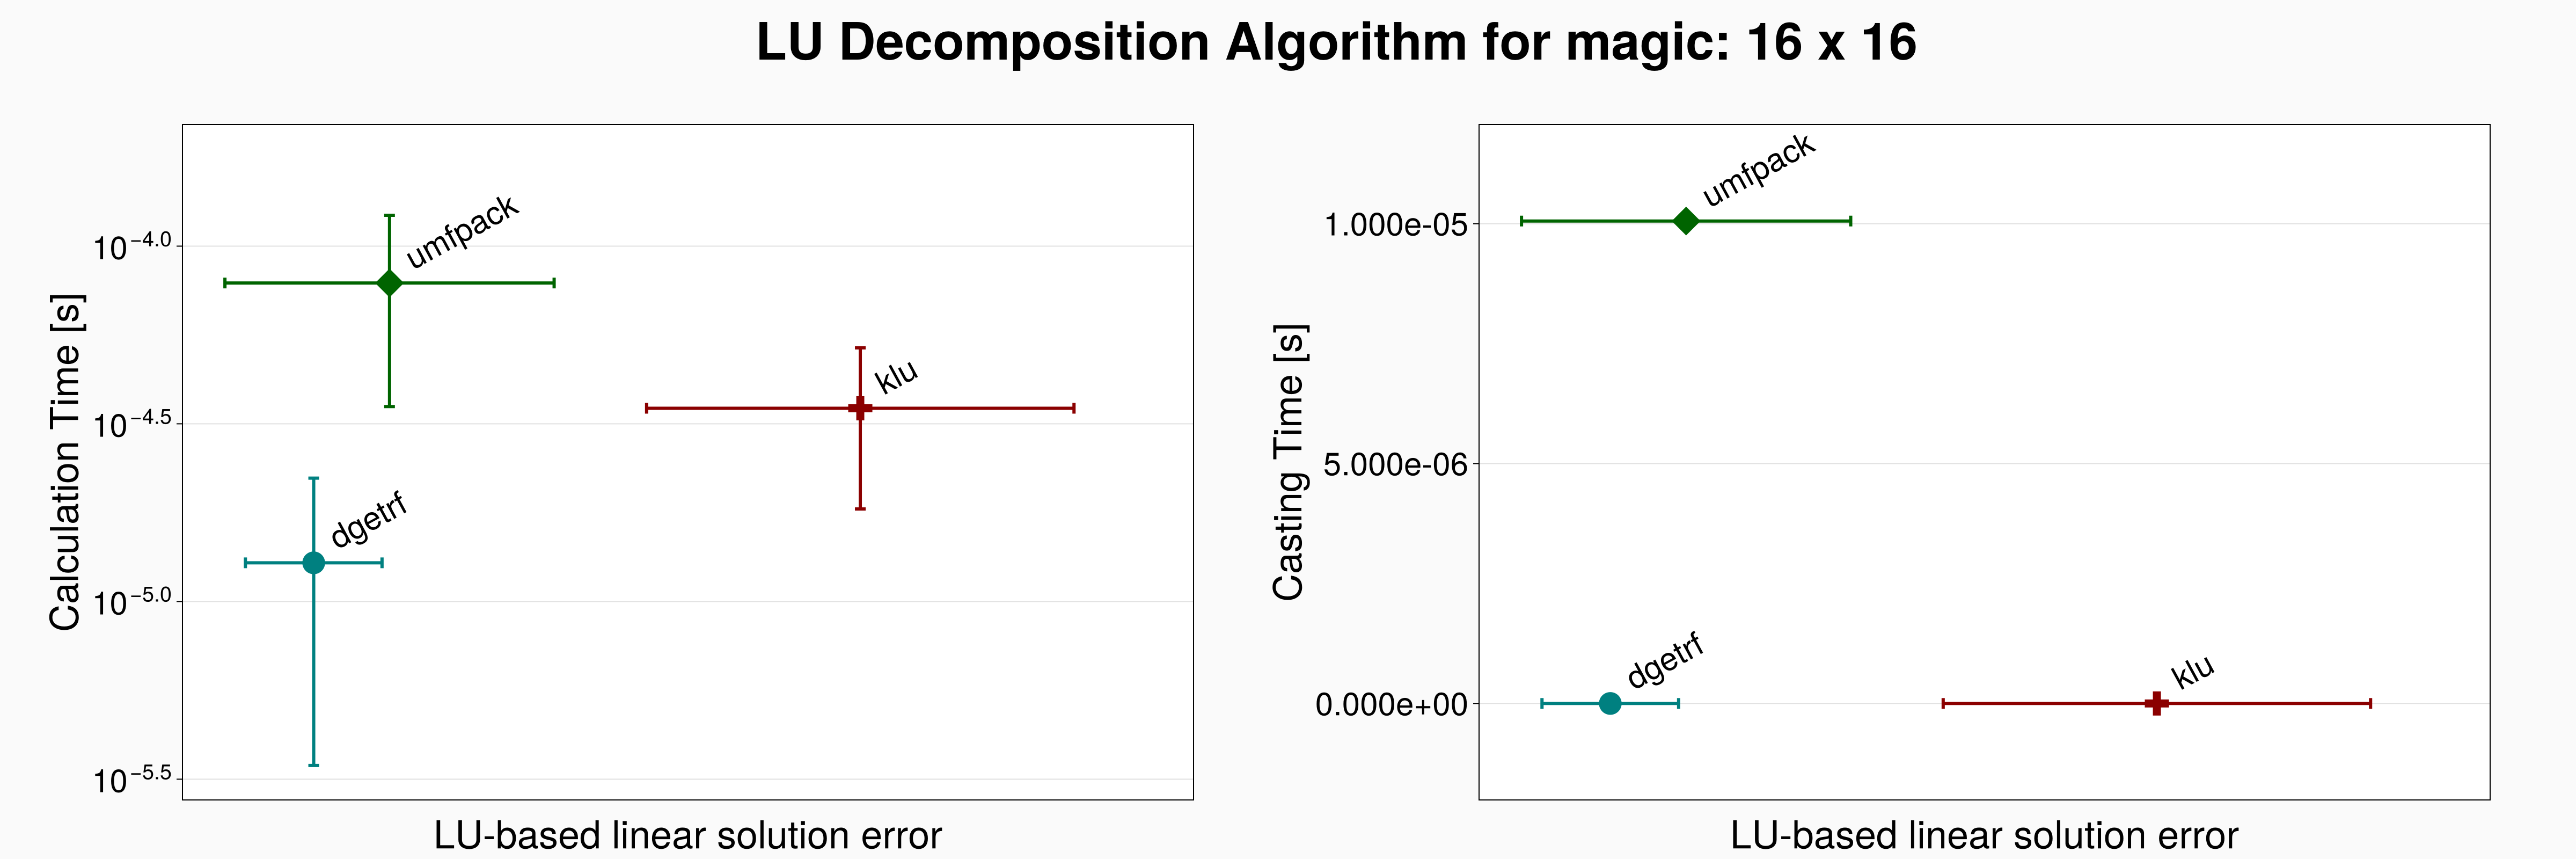 LU Decomposition Algorithm for magic: 16 x 16
Calculation Time [s]
10^−4.0
10^−4.5
10^−5.0
10^−5.5
umfpack
klu
dgetrf
LU-based linear solution error
Casting Time [s]
1.000e-05
5.000e-06
0.000e+00
umfpack
dgetrf
klu
LU-based linear solution error